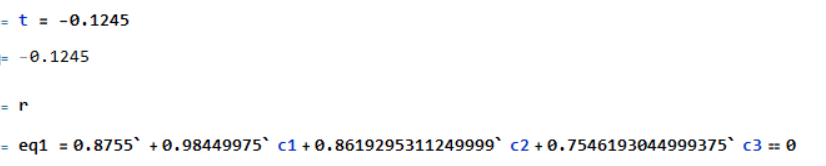 = t = -0.1245
= -0.1245
= r
= eq1 = 0.8755` + 0.98449975` c1 + 0.8619295311249999` c2 + 0.7546193044999375` c3 == 0